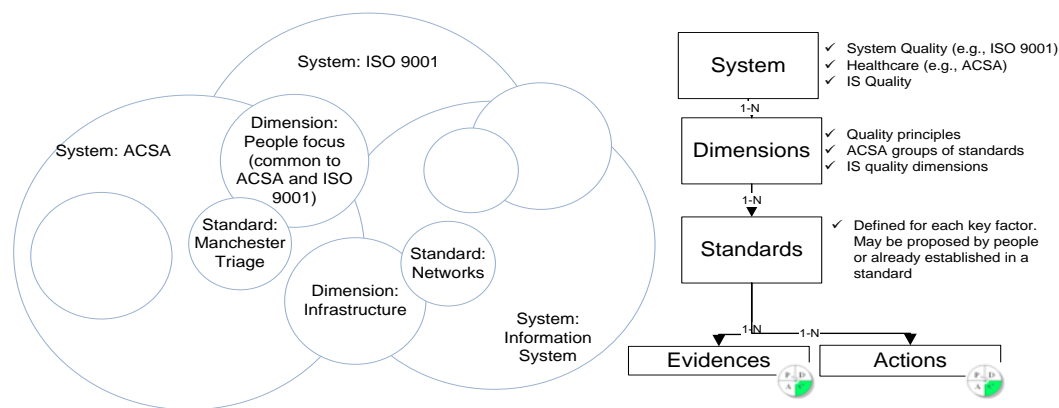 System: ISO 9001
System: ACSA
Dimension:
People focus
(common to
ACSA and ISO
9001)
Standard:
Manchester
Triage
Standard:
Networks
Dimension:
Infrastructure
System:
Information
System
System
✓ System Quality (e.g., ISO 9001)
✓ Healthcare (e.g., ACSA)
✓ IS Quality
1-N
Dimensions
✓ Quality principles
✓ ACSA groups of standards
✓ IS quality dimensions
1-N
Standards
✓ Defined for each key factor.
May be proposed by people
or already established in a
standard
1-N
1-N
Evidences
P D
A C
Actions
P D
A C